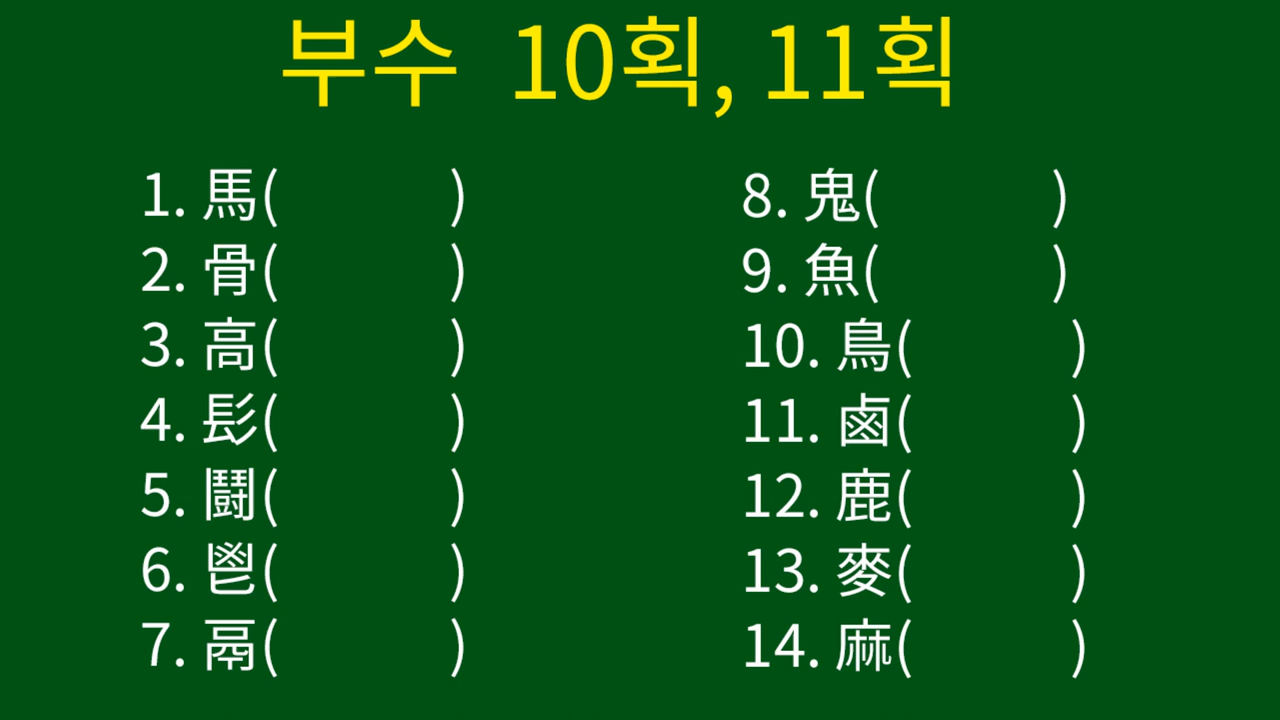 부수 10획, 11획
1. 馬( )
2. 骨( )
3. 高( )
4. 髟( )
5. 鬪( )
6. 鬯( )
7. 鬲( )
8. 鬼( )
9. 魚( )
10. 鳥( )
11. 鹵( )
12. 鹿( )
13. 麥( )
14. 麻( )